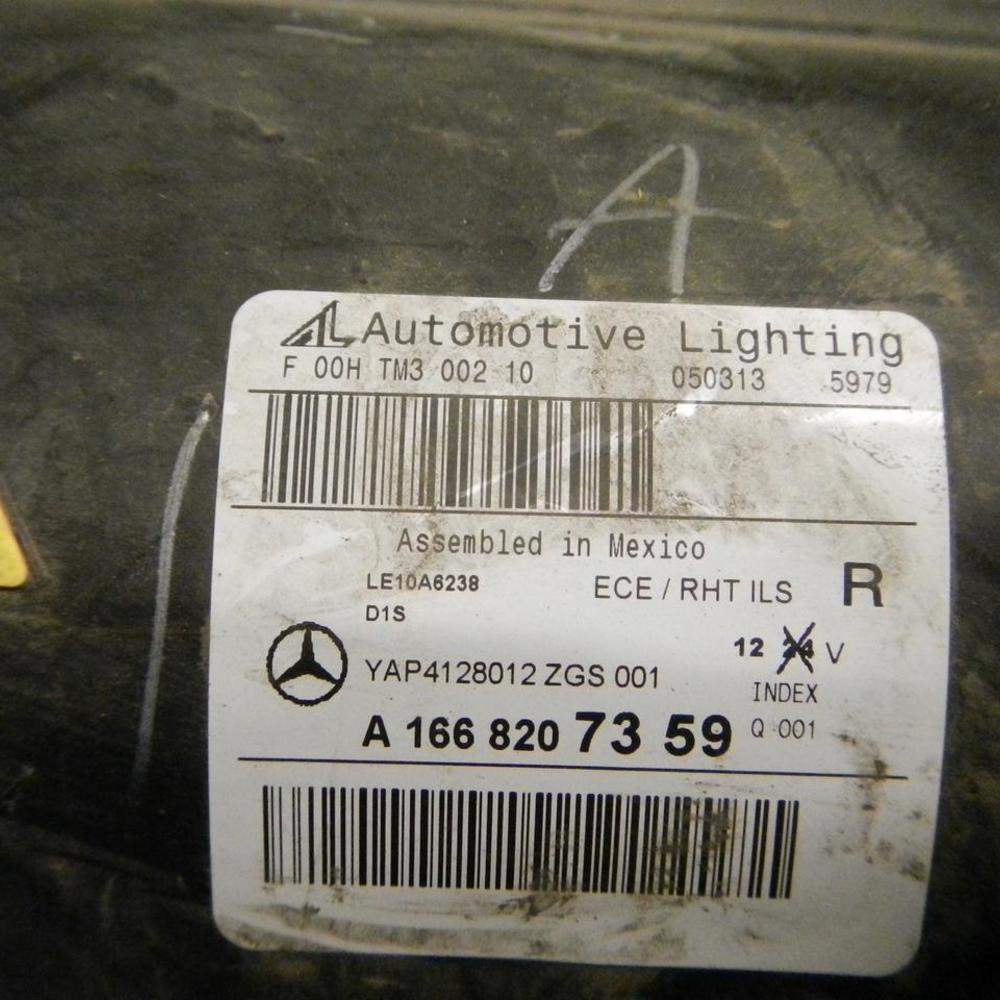 A
AL Automotive Lighting
F 00H TM3 002 10 050313 5979
Assembled in Mexico
LE10A6238 ECE / RHT ILS R
D1S
12 24 V
YAP4128012 ZGS 001
INDEX
A 166 820 73 59 Q 001